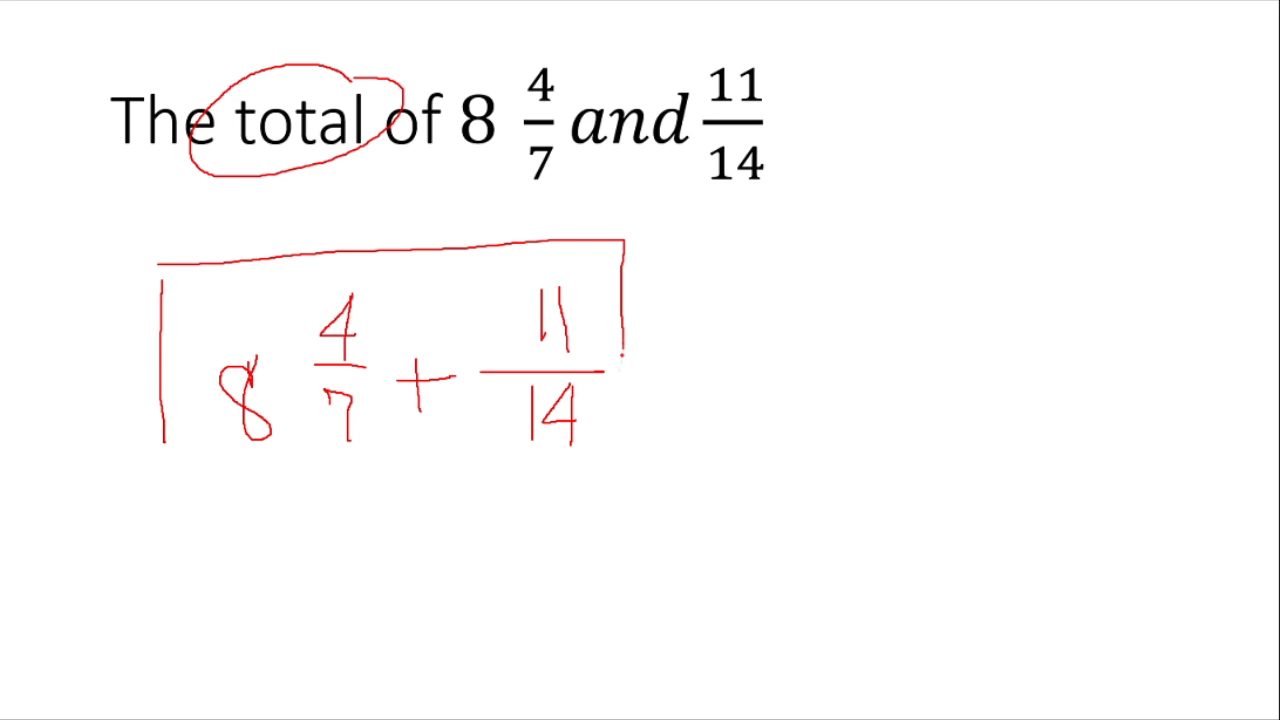 The total of 8 4/7 and 11/14
8 4/7 + 11/14